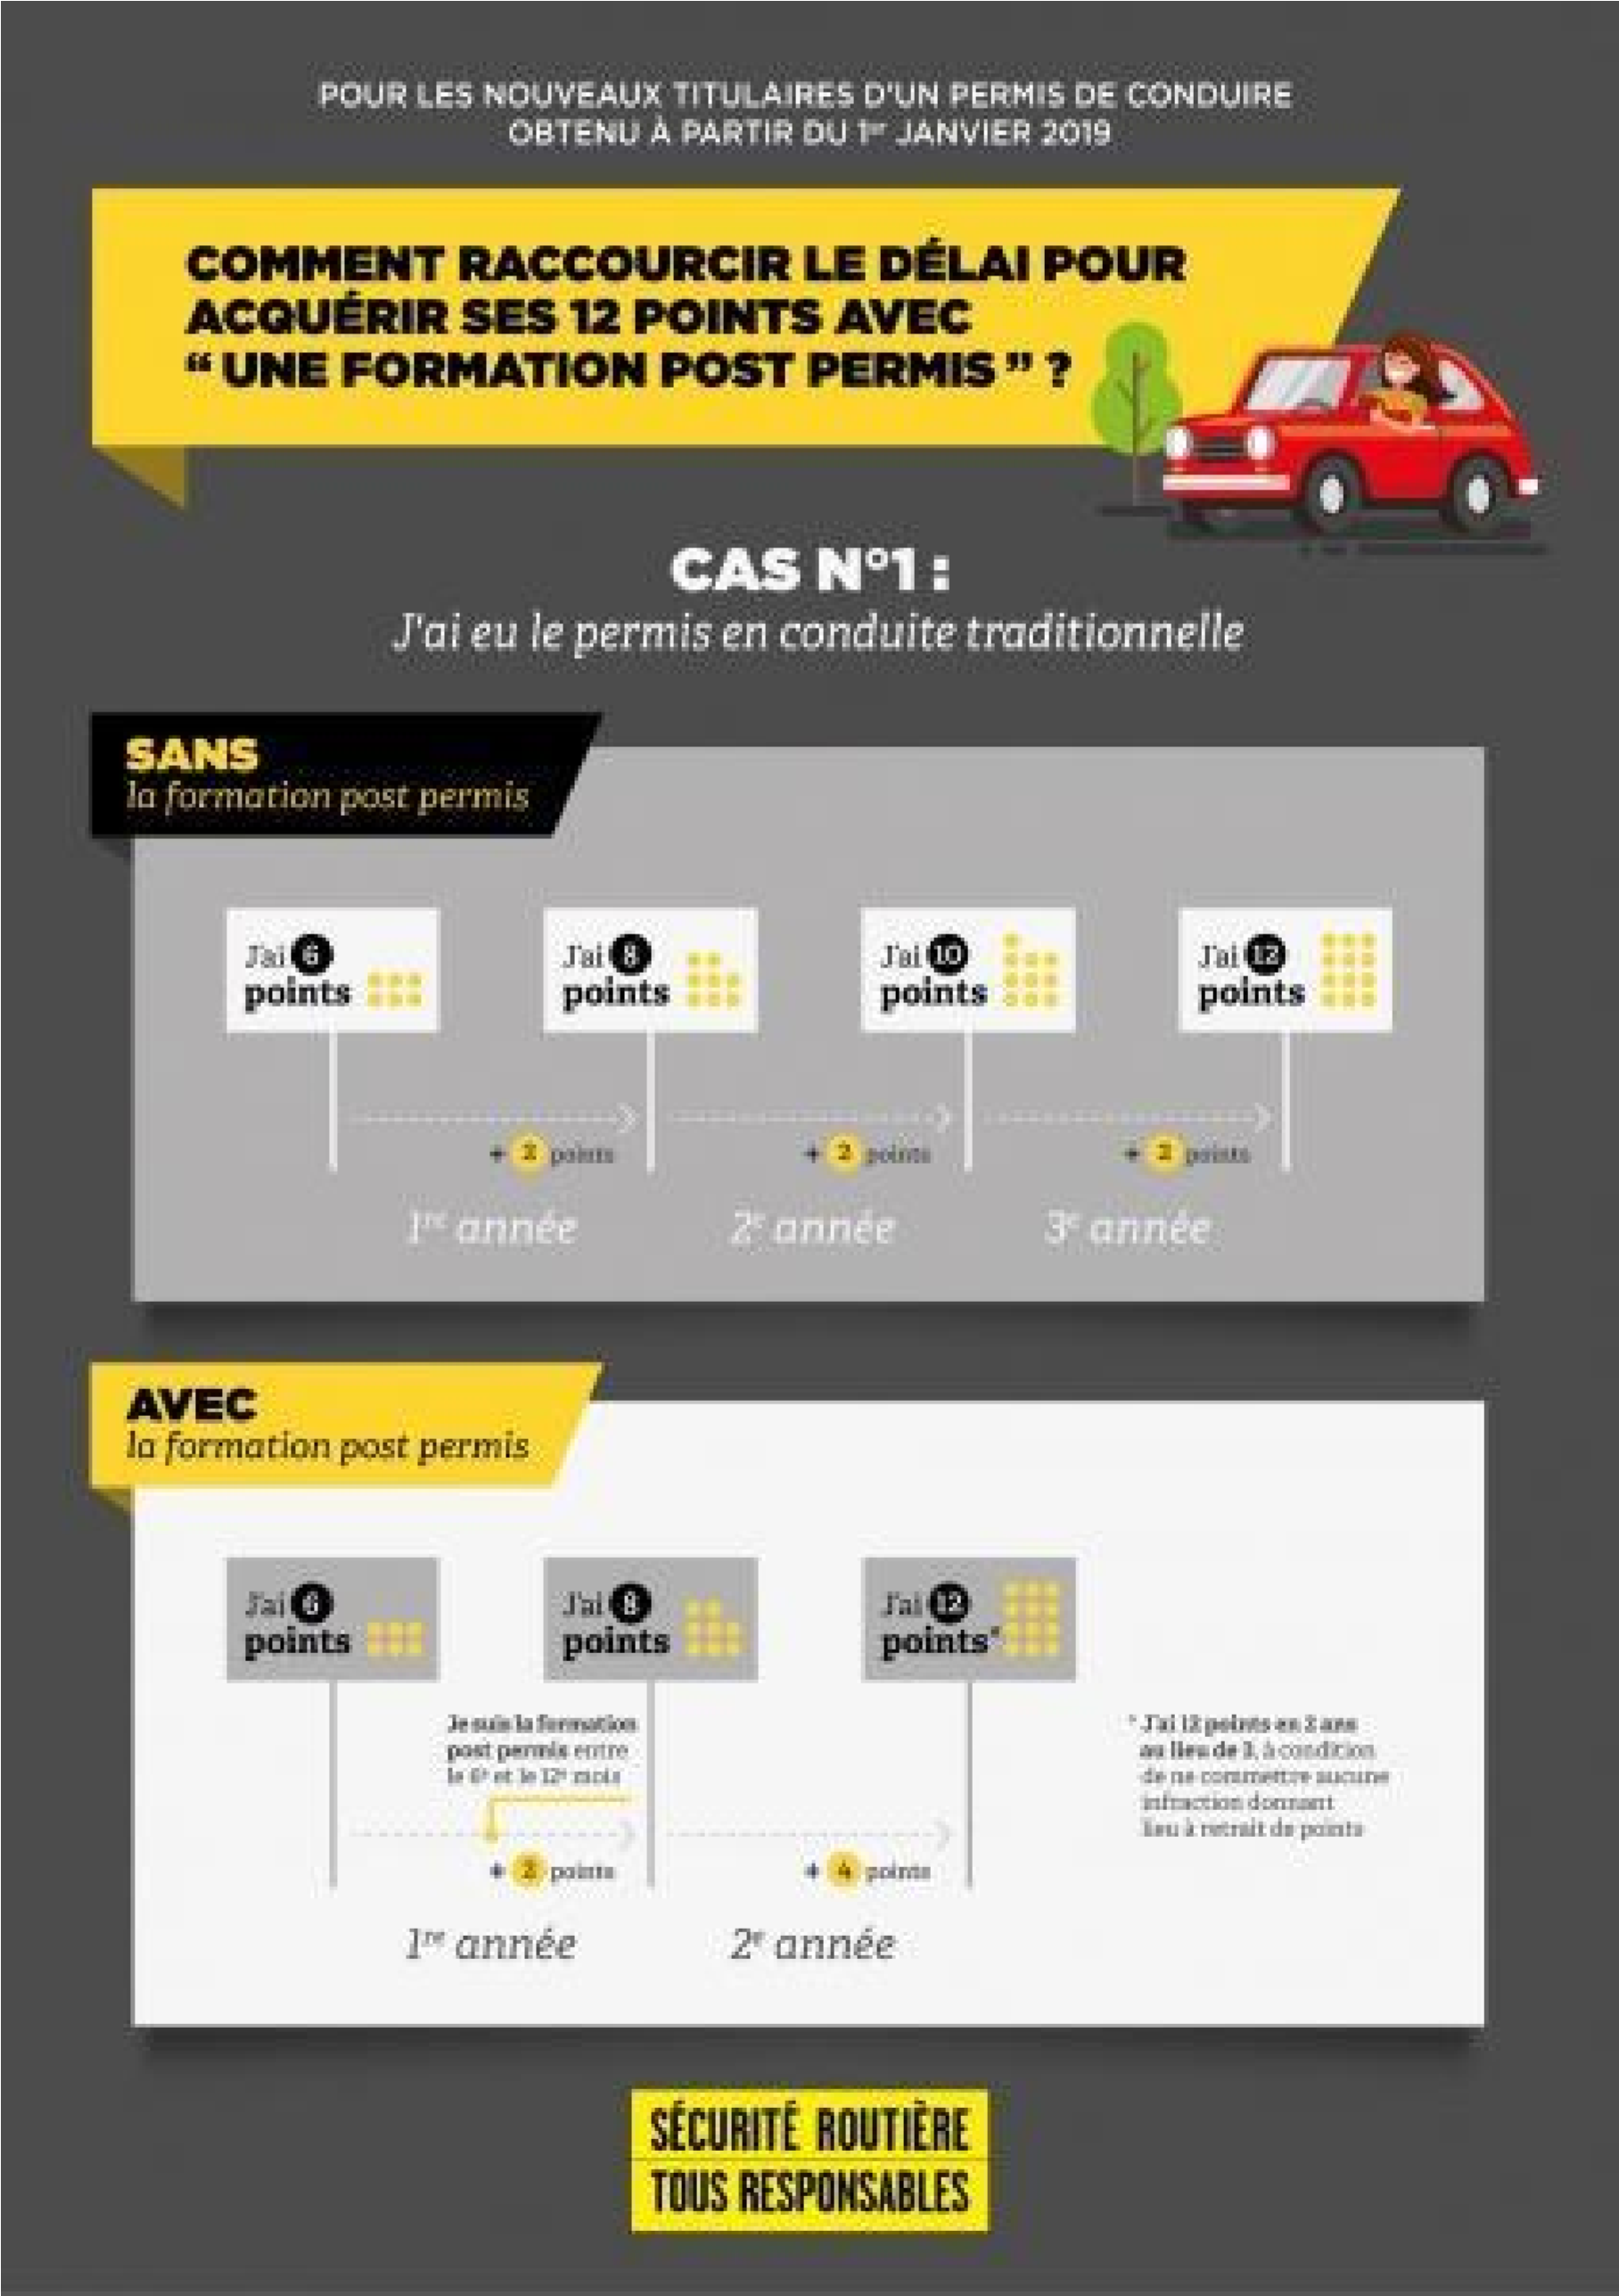 POUR LES NOUVEAUX TITULAIRES D'UN PERMIS DE CONDUIRE
OBTENU À PARTIR DU 1er JANVIER 2019
COMMENT RACCOURCIR LE DÉLAI POUR
ACQUÉRIR SES 12 POINTS AVEC
“ UNE FORMATION POST PERMIS ” ?
CAS N°1 :
J'ai eu le permis en conduite traditionnelle
SANS
la formation post permis
J'ai 6
points
J'ai 8
points
J'ai 10
points
J'ai 12
points
+ 2 points
+ 2 points
+ 2 points
1re année
2e année
3e année
AVEC
la formation post permis
J'ai 6
points
J'ai 8
points
J'ai 12
points*
Je suis la formation
post permis entre
le 6e et le 12e mois
* J'ai 12 points en 2 ans
au lieu de 3, à condition
de ne commettre aucune
infraction donnant
lieu à retrait de points
+ 2 points
+ 4 points
1re année
2e année
SÉCURITÉ ROUTIÈRE
TOUS RESPONSABLES